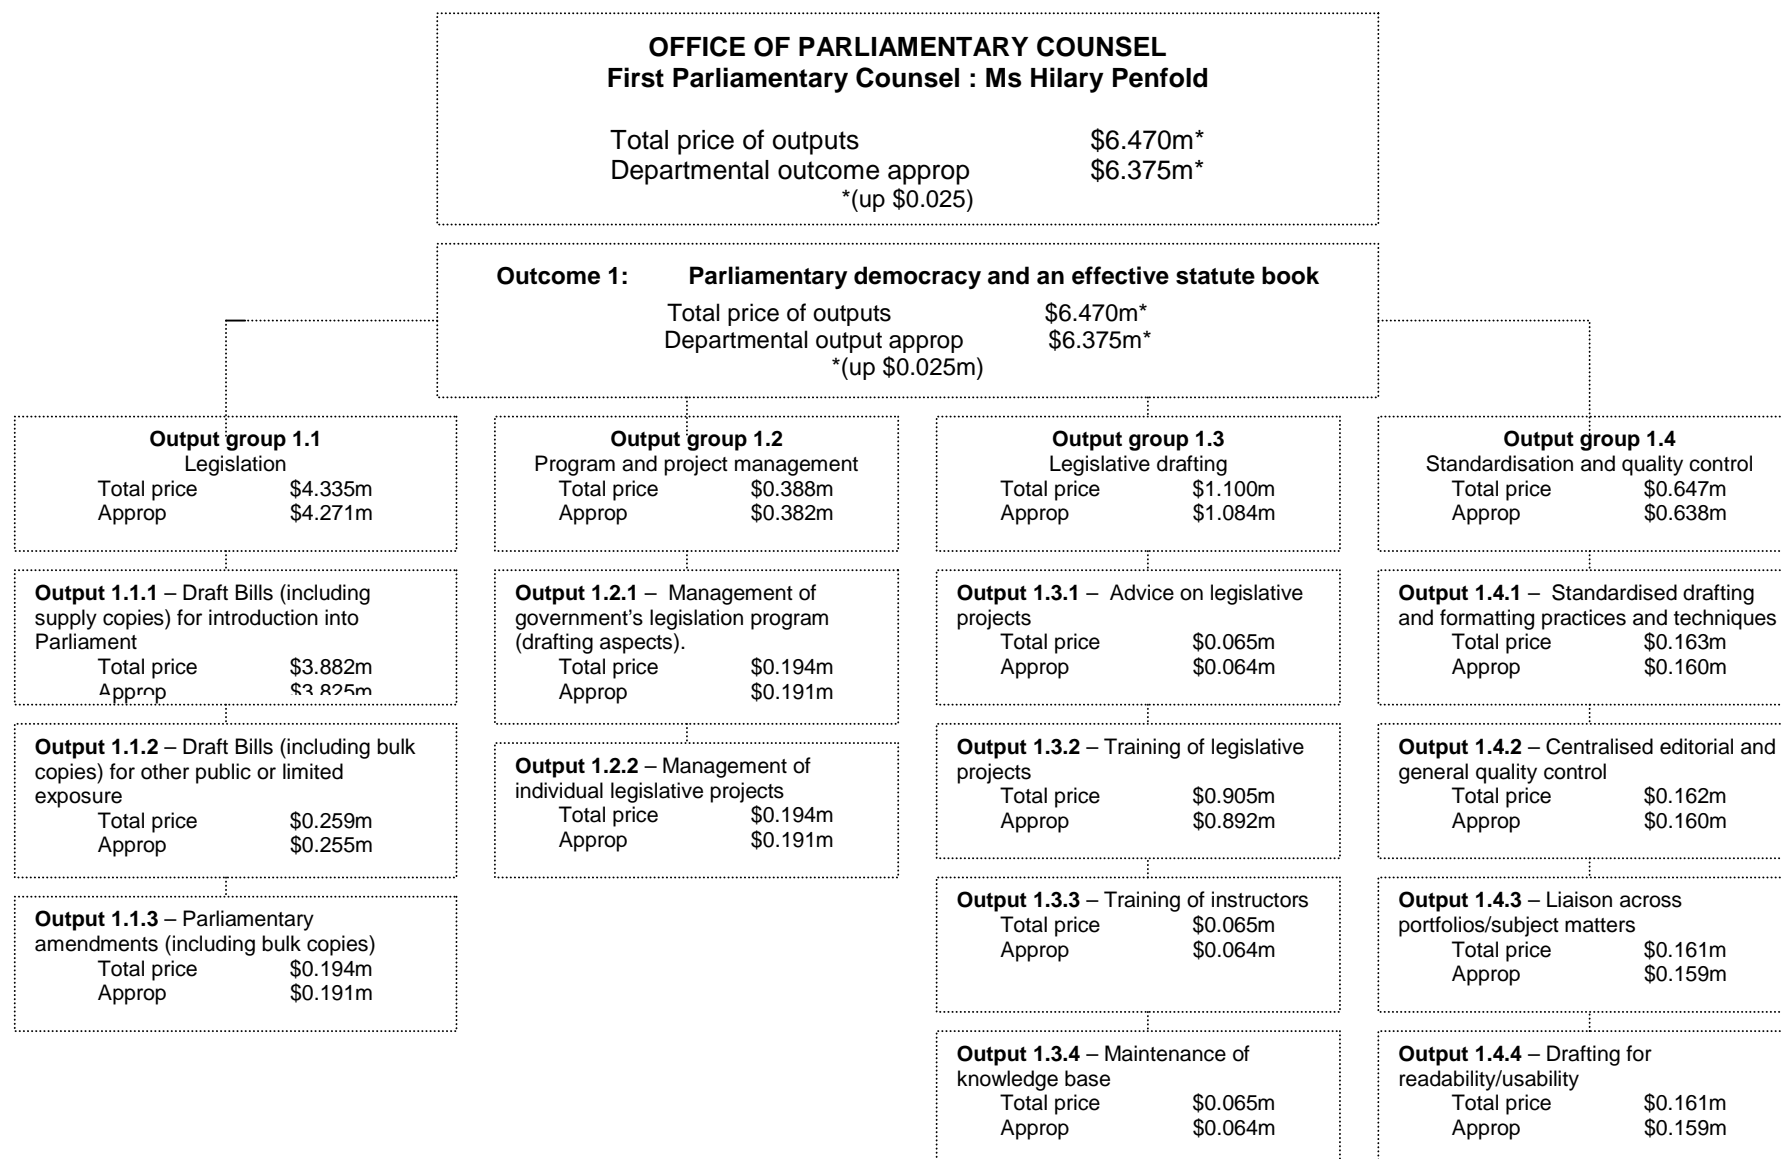 OFFICE OF PARLIAMENTARY COUNSEL
First Parliamentary Counsel : Ms Hilary Penfold
Total price of outputs $6.470m*
Departmental outcome approp $6.375m*
*(up $0.025)
Outcome 1: Parliamentary democracy and an effective statute book
Total price of outputs $6.470m*
Departmental output approp $6.375m*
*(up $0.025m)
Output group 1.1
Legislation
Total price $4.335m
Approp $4.271m
Output 1.1.1 – Draft Bills (including
supply copies) for introduction into
Parliament
Total price $3.882m
Approp $3.825m
Output 1.1.2 – Draft Bills (including bulk
copies) for other public or limited
exposure
Total price $0.259m
Approp $0.255m
Output 1.1.3 – Parliamentary
amendments (including bulk copies)
Total price $0.194m
Approp $0.191m
Output group 1.2
Program and project management
Total price $0.388m
Approp $0.382m
Output 1.2.1 – Management of
government’s legislation program
(drafting aspects).
Total price $0.194m
Approp $0.191m
Output 1.2.2 – Management of
individual legislative projects
Total price $0.194m
Approp $0.191m
Output group 1.3
Legislative drafting
Total price $1.100m
Approp $1.084m
Output 1.3.1 – Advice on legislative
projects
Total price $0.065m
Approp $0.064m
Output 1.3.2 – Training of legislative
projects
Total price $0.905m
Approp $0.892m
Output 1.3.3 – Training of instructors
Total price $0.065m
Approp $0.064m
Output 1.3.4 – Maintenance of
knowledge base
Total price $0.065m
Approp $0.064m
Output group 1.4
Standardisation and quality control
Total price $0.647m
Approp $0.638m
Output 1.4.1 – Standardised drafting
and formatting practices and techniques
Total price $0.163m
Approp $0.160m
Output 1.4.2 – Centralised editorial and
general quality control
Total price $0.162m
Approp $0.160m
Output 1.4.3 – Liaison across
portfolios/subject matters
Total price $0.161m
Approp $0.159m
Output 1.4.4 – Drafting for
readability/usability
Total price $0.161m
Approp $0.159m